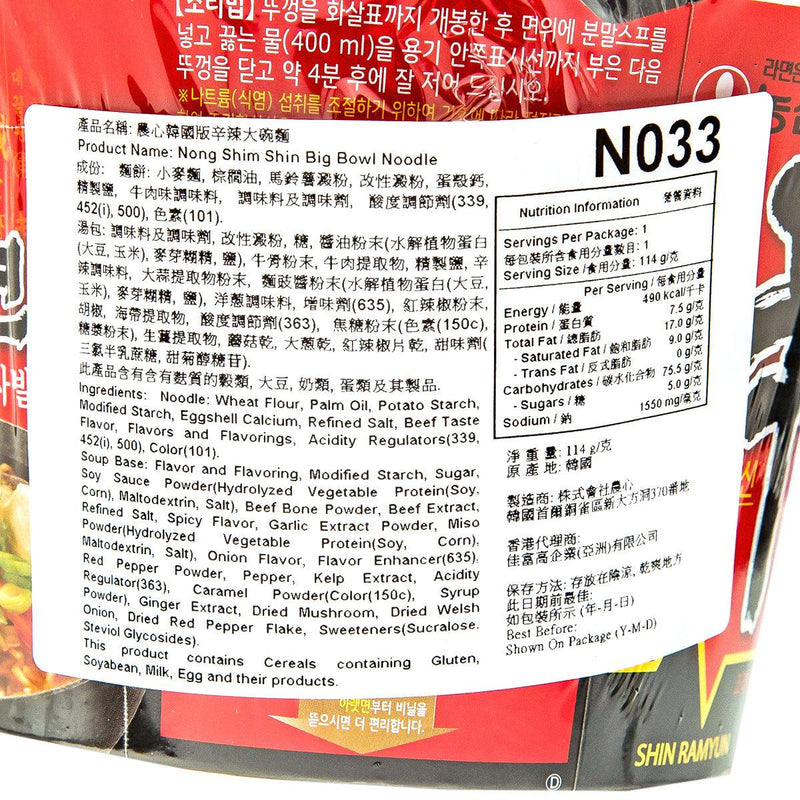 [조리법] 뚜껑을 화살표까지 개봉한 후 면위에 분말스프를
넣고 끓는 물(400 ml)을 용기 안쪽표시선까지 부은 다음
뚜껑을 닫고 약 4분 후에 잘 저어 드십시오.
※나트륨(식염) 섭취를 조절하기 위하여
라면은
농심
N033
產品名稱: 農心韓國版辛辣大碗麵
Product Name: Nong Shim Shin Big Bowl Noodle
成份: 麵餅: 小麥麵, 棕櫚油, 馬鈴薯澱粉, 改性澱粉, 蛋殼鈣,
精製鹽, 牛肉味調味料, 調味料及調味劑, 酸度調節劑(339,
452(i), 500), 色素(101).
湯包: 調味料及調味劑, 改性澱粉, 糖, 醬油粉末(水解植物蛋白
(大豆, 玉米), 麥芽糊精, 鹽), 牛骨粉末, 牛肉提取物, 精製鹽, 辛
辣調味料, 大蒜提取物粉末, 麵豉醬粉末(水解植物蛋白(大豆,
玉米), 麥芽糊精, 鹽), 洋蔥調味料, 增味劑(635), 紅辣椒粉末,
胡椒, 海帶提取物, 酸度調節劑(363), 焦糖粉末(色素(150c),
糖漿粉末), 生薑提取物, 蘑菇乾, 大蔥乾, 紅辣椒片乾, 甜味劑(
三氯半乳蔗糖, 甜菊醇糖苷).
此產品含有含有麩質的穀類, 大豆, 奶類, 蛋類及其製品.
Ingredients: Noodle: Wheat Flour, Palm Oil, Potato Starch,
Modified Starch, Eggshell Calcium, Refined Salt, Beef Taste
Flavor, Flavors and Flavorings, Acidity Regulators(339,
452(i), 500), Color(101).
Soup Base: Flavor and Flavoring, Modified Starch, Sugar,
Soy Sauce Powder(Hydrolyzed Vegetable Protein(Soy,
Corn), Maltodextrin, Salt), Beef Bone Powder, Beef Extract,
Refined Salt, Spicy Flavor, Garlic Extract Powder, Miso
Powder(Hydrolyzed Vegetable Protein(Soy, Corn),
Maltodextrin, Salt), Onion Flavor, Flavor Enhancer(635),
Red Pepper Powder, Pepper, Kelp Extract, Acidity
Regulator(363), Caramel Powder(Color(150c), Syrup
Powder), Ginger Extract, Dried Mushroom, Dried Welsh
Onion, Dried Red Pepper Flake, Sweeteners(Sucralose.
Steviol Glycosides).
This product contains Cereals containing Gluten,
Soyabean, Milk, Egg and their products.
Nutrition Information 營養資料
Servings Per Package: 1
每包裝所含食用分量數目: 1
Serving Size /食用分量: 114 g/克
Per Serving / 每食用分量
Energy / 能量 490 kcal/千卡
Protein / 蛋白質 7.5 g/克
Total Fat / 總脂肪 17.0 g/克
- Saturated Fat / 飽和脂肪 9.0 g/克
- Trans Fat / 反式脂肪 0 g/克
Carbohydrates / 碳水化合物 75.5 g/克
- Sugars / 糖 5.0 g/克
Sodium / 鈉 1550 mg/毫克
淨 重 量: 114 g/克
原 產 地: 韓國
製造商: 株式會社農心
韓國首爾銅雀區新大方洞370番地
香港代理商:
佳富高企業(亞洲)有限公司
保存方法: 存放在陰涼, 乾爽地方
此日期前最佳:
如包裝所示 (年-月-日)
Best Before:
Shown On Package (Y-M-D)
아랫면부터 비닐을
뜯으시면 더 편리합니다.
SHIN RAMYUN
D